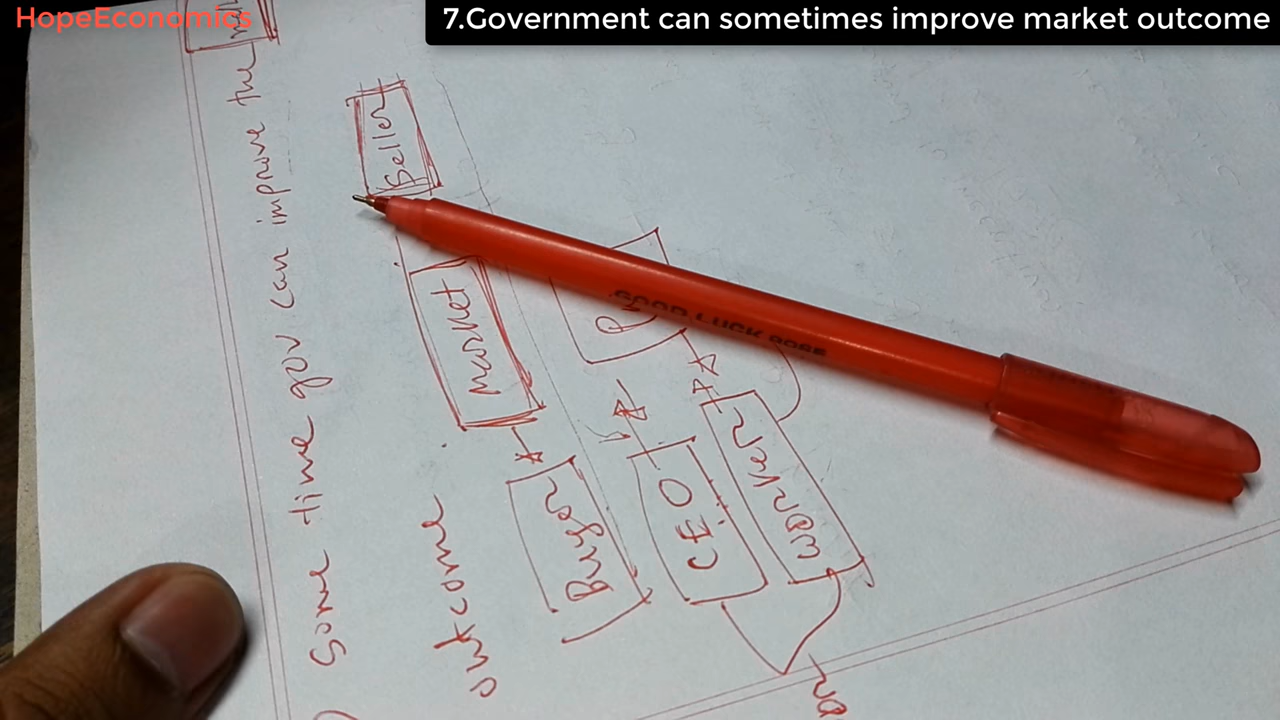 HopeEconomics
7.Government can sometimes improve market outcome
Some time gov can improve the
outcome.
Seller
Market
Buyer
CEO
Worker
GOOD LUCK